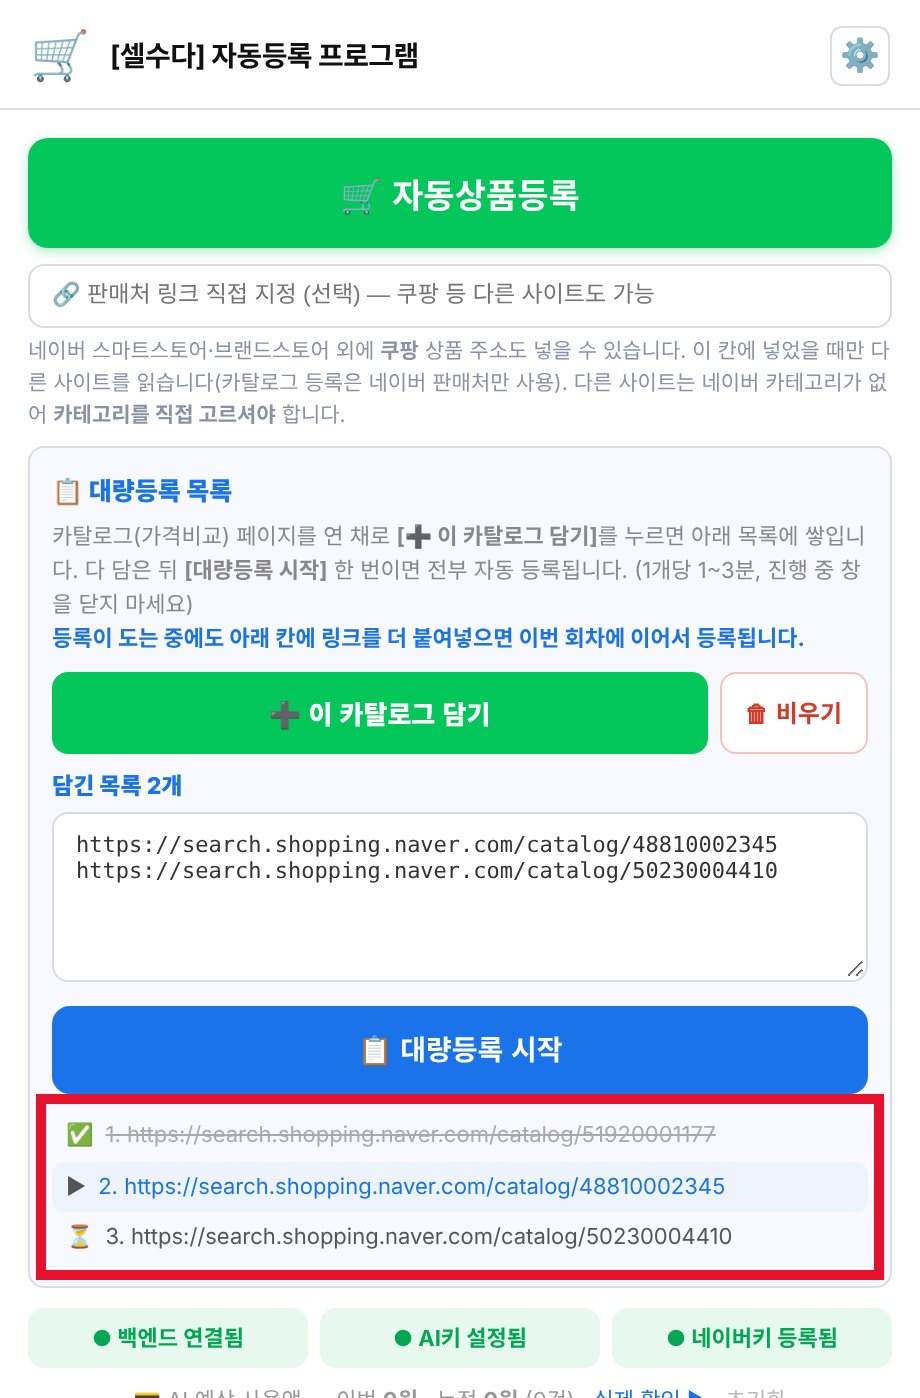 [셀수다] 자동등록 프로그램
자동상품등록
판매처 링크 직접 지정 (선택) — 쿠팡 등 다른 사이트도 가능
네이버 스마트스토어·브랜드스토어 외에 쿠팡 상품 주소도 넣을 수 있습니다. 이 칸에 넣었을 때만 다
른 사이트를 읽습니다(카탈로그 등록은 네이버 판매처만 사용). 다른 사이트는 네이버 카테고리가 없
어 카테고리를 직접 고르셔야 합니다.
대량등록 목록
카탈로그(가격비교) 페이지를 연 채로 [➕ 이 카탈로그 담기]를 누르면 아래 목록에 쌓입니
다. 다 담은 뒤 [대량등록 시작] 한 번이면 전부 자동 등록됩니다. (1개당 1~3분, 진행 중 창
을 닫지 마세요)
등록이 도는 중에도 아래 칸에 링크를 더 붙여넣으면 이번 회차에 이어서 등록됩니다.
➕ 이 카탈로그 담기
비우기
담긴 목록 2개
https://search.shopping.naver.com/catalog/48810002345
https://search.shopping.naver.com/catalog/50230004410
대량등록 시작
1. https://search.shopping.naver.com/catalog/51920001177
2. https://search.shopping.naver.com/catalog/48810002345
3. https://search.shopping.naver.com/catalog/50230004410
● 백엔드 연결됨
● AI키 설정됨
● 네이버키 등록됨